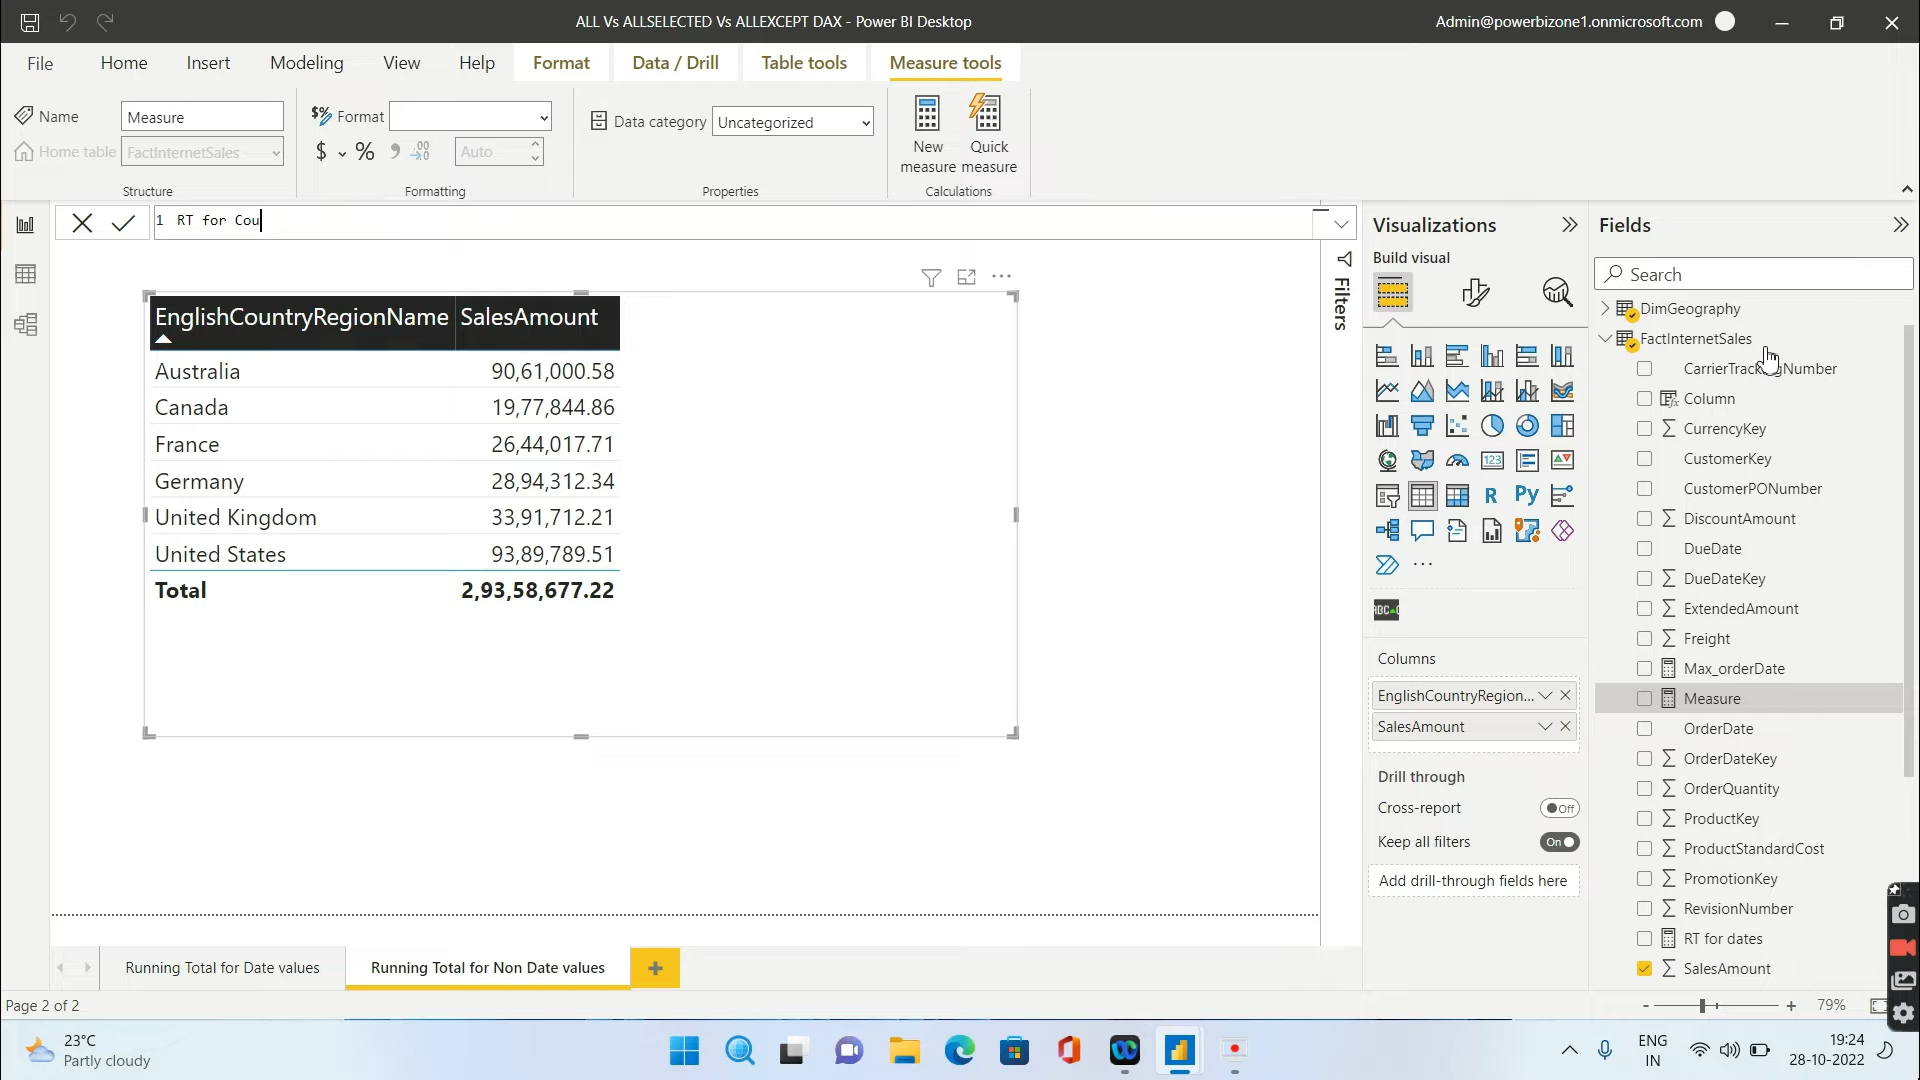 ALL Vs ALLSELECTED Vs ALLEXCEPT DAX - Power BI Desktop
Admin@powerbizone1.onmicrosoft.com
File
Home
Insert
Modeling
View
Help
Format
Data / Drill
Table tools
Measure tools
Name
Measure
$% Format
Data category
Uncategorized
Home table
FactInternetSales
$
%
,
.00
→0
Auto
New measure
Quick measure
Structure
Formatting
Properties
Calculations
1 RT for Cou
EnglishCountryRegionName SalesAmount
Australia 90,61,000.58
Canada 19,77,844.86
France 26,44,017.71
Germany 28,94,312.34
United Kingdom 33,91,712.21
United States 93,89,789.51
Total 2,93,58,677.22
Filters
Visualizations
Build visual
123
R
Py
Columns
EnglishCountryRegion...
SalesAmount
Drill through
Cross-report
Off
Keep all filters
On
Add drill-through fields here
Fields
Search
DimGeography
FactInternetSales
Column
CurrencyKey
CustomerKey
CustomerPONumber
DiscountAmount
DueDate
DueDateKey
ExtendedAmount
Freight
Max_orderDate
Measure
OrderDate
OrderDateKey
OrderQuantity
ProductKey
ProductStandardCost
PromotionKey
RevisionNumber
RT for dates
SalesAmount
Running Total for Date values
Running Total for Non Date values
Page 2 of 2
- + 79%
23°C
Partly cloudy
ENG
IN
19:24
28-10-2022